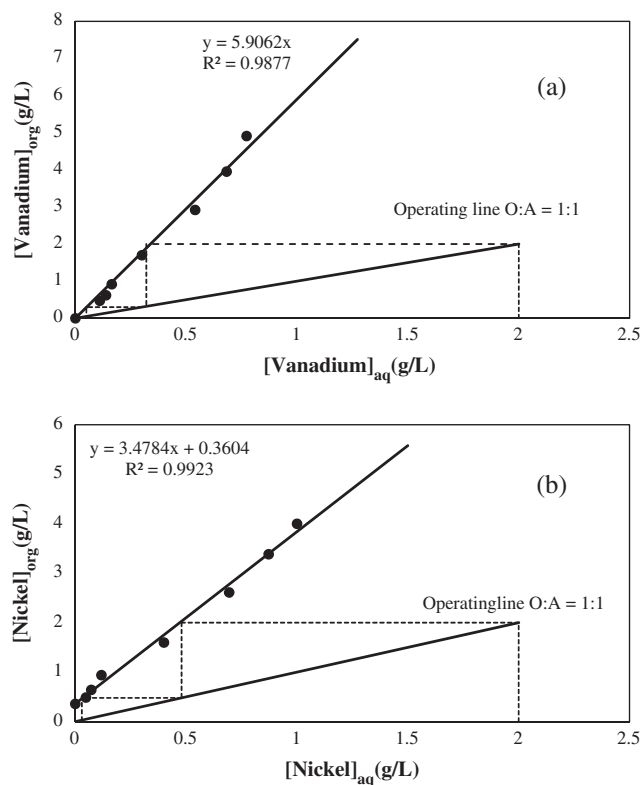 8
7
6
5
4
3
2
1
0
[Vanadium]org(g/L)
y = 5.9062x
R² = 0.9877
(a)
Operating line O:A = 1:1
0 0.5 1 1.5 2 2.5
[Vanadium]aq(g/L)
6
5
4
3
2
1
0
[Nickel]org(g/L)
y = 3.4784x + 0.3604
R² = 0.9923
(b)
Operatingline O:A = 1:1
0 0.5 1 1.5 2 2.5
[Nickel]aq(g/L)